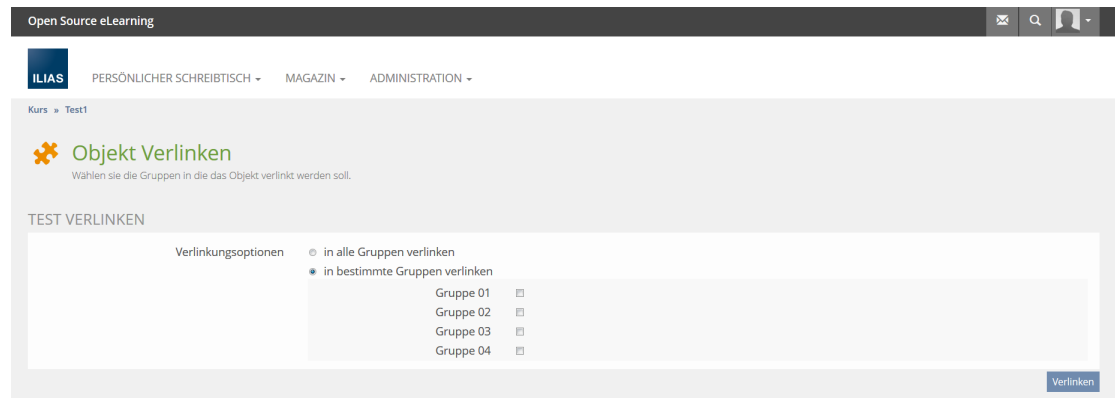 Open Source eLearning
ILIAS PERSÖNLICHER SCHREIBTISCH MAGAZIN ADMINISTRATION
Kurs » Test1
Objekt Verlinken
Wählen sie die Gruppen in die das Objekt verlinkt werden soll.
TEST VERLINKEN
Verlinkungsoptionen in alle Gruppen verlinken
in bestimmte Gruppen verlinken
Gruppe 01
Gruppe 02
Gruppe 03
Gruppe 04
Verlinken